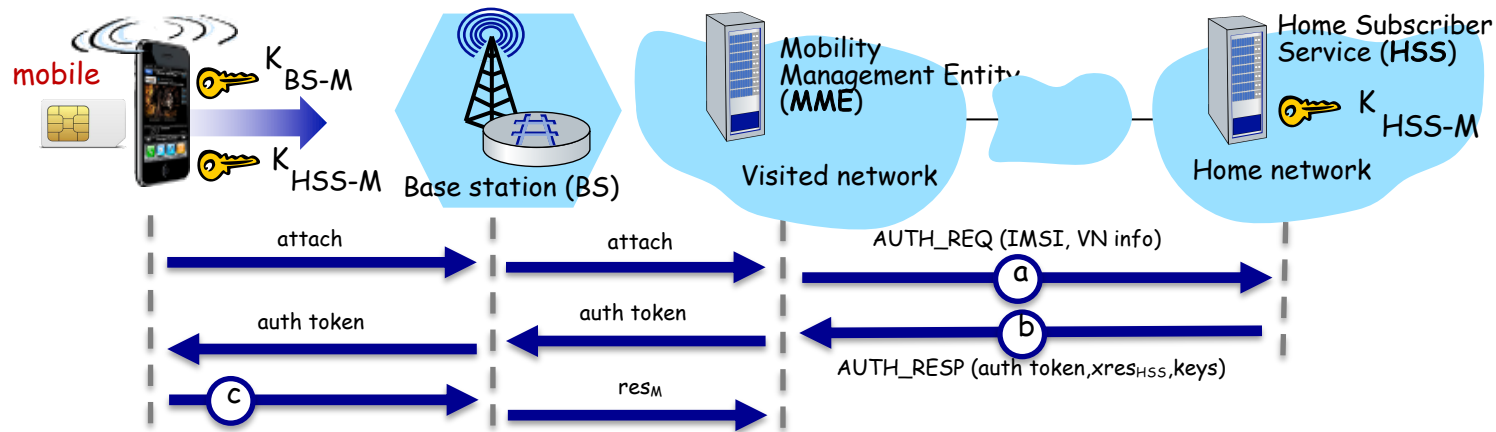 mobile
K
BS-M
K
HSS-M
Base station (BS)
Mobility
Management Entity
(MME)
Visited network
Home Subscriber
Service (HSS)
K
HSS-M
Home network
attach
attach
AUTH_REQ (IMSI, VN info)
a
auth token
auth token
b
AUTH_RESP (auth token,xresHSS,keys)
c
resM